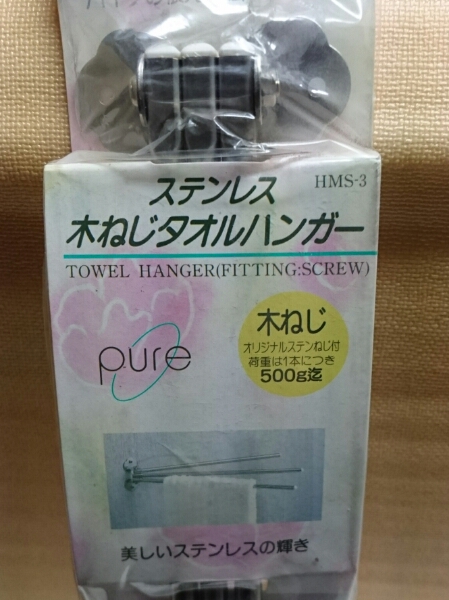 ステンレス
HMS-3
木ねじタオルハンガー
TOWEL HANGER(FITTING:SCREW)
pure
木ねじ
オリジナルステンねじ付
荷重は1本につき
500g迄
美しいステンレスの輝き